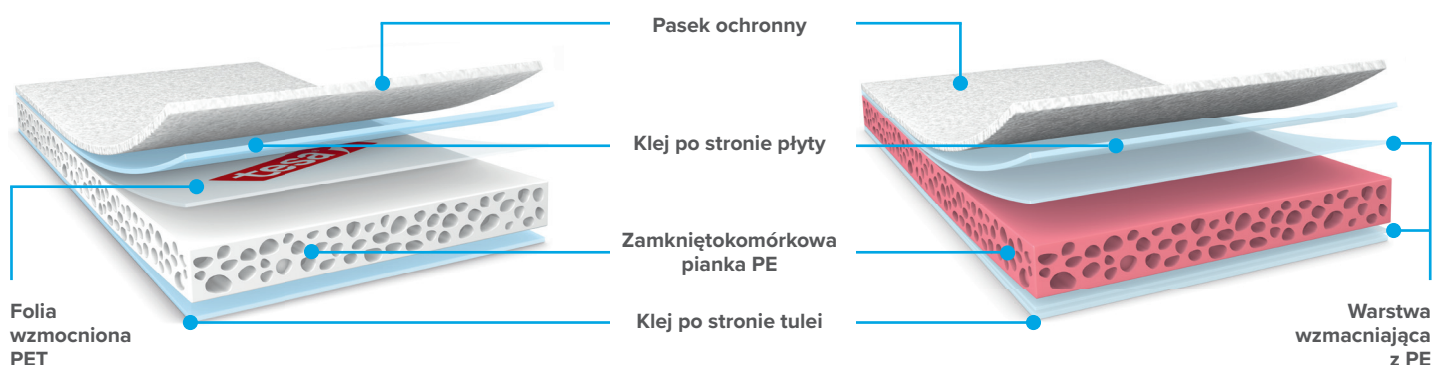 Pasek ochronny
Klej po stronie płyty
tesa
Zamkniętokomórkowa
pianka PE
Folia
wzmocniona
PET
Klej po stronie tulei
Warstwa
wzmacniająca
z PE